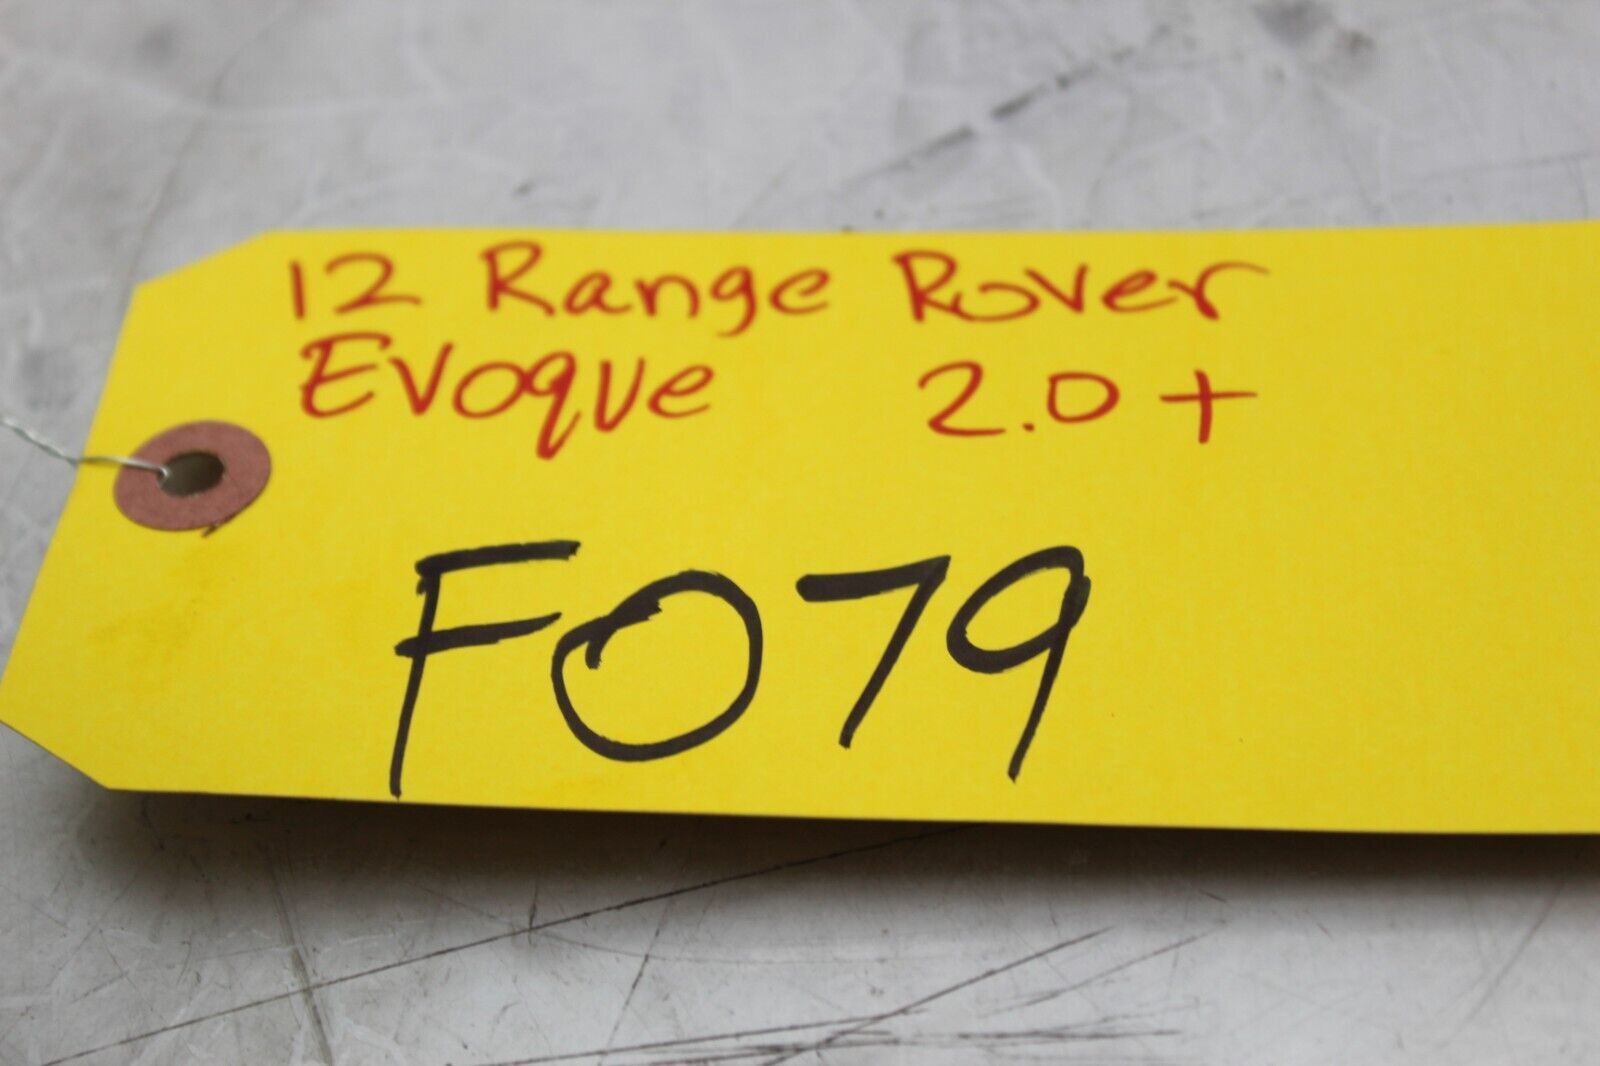 12 Range Rover
Evoque 2.0+
F079